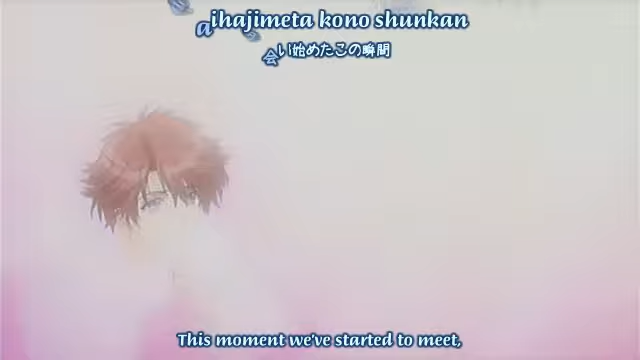 aihajimeta kono shunkan
会い始めたこの瞬間
This moment we've started to meet,